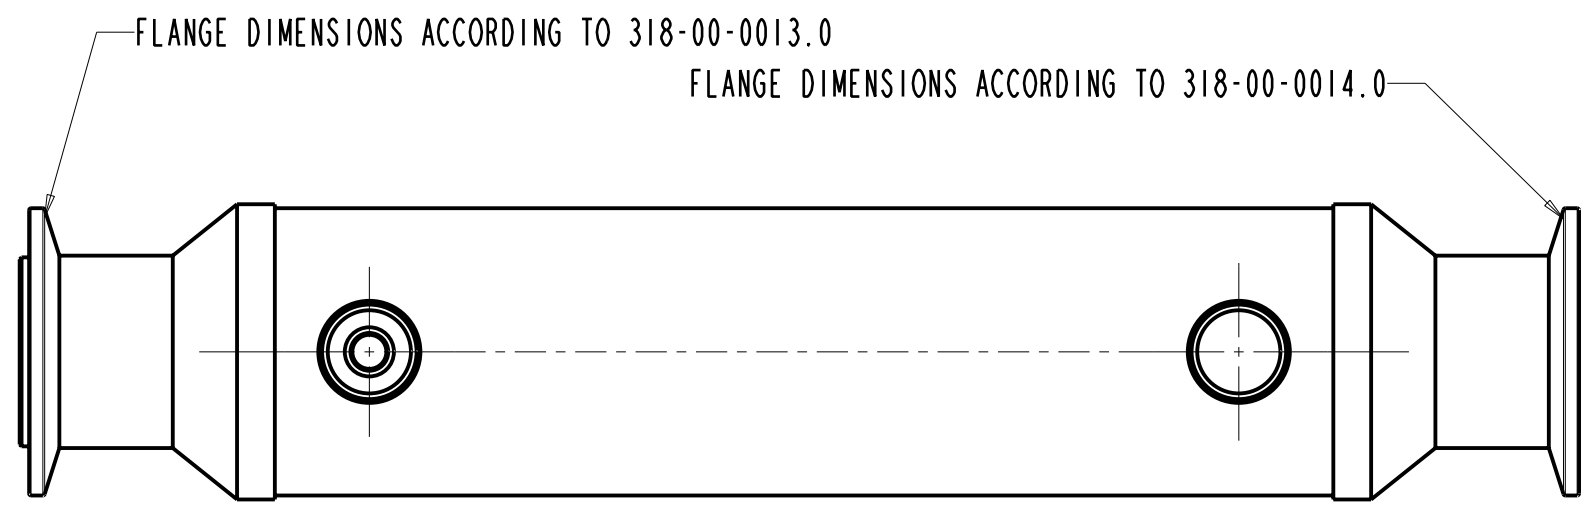 FLANGE DIMENSIONS ACCORDING TO 318-00-0013.0
FLANGE DIMENSIONS ACCORDING TO 318-00-0014.0